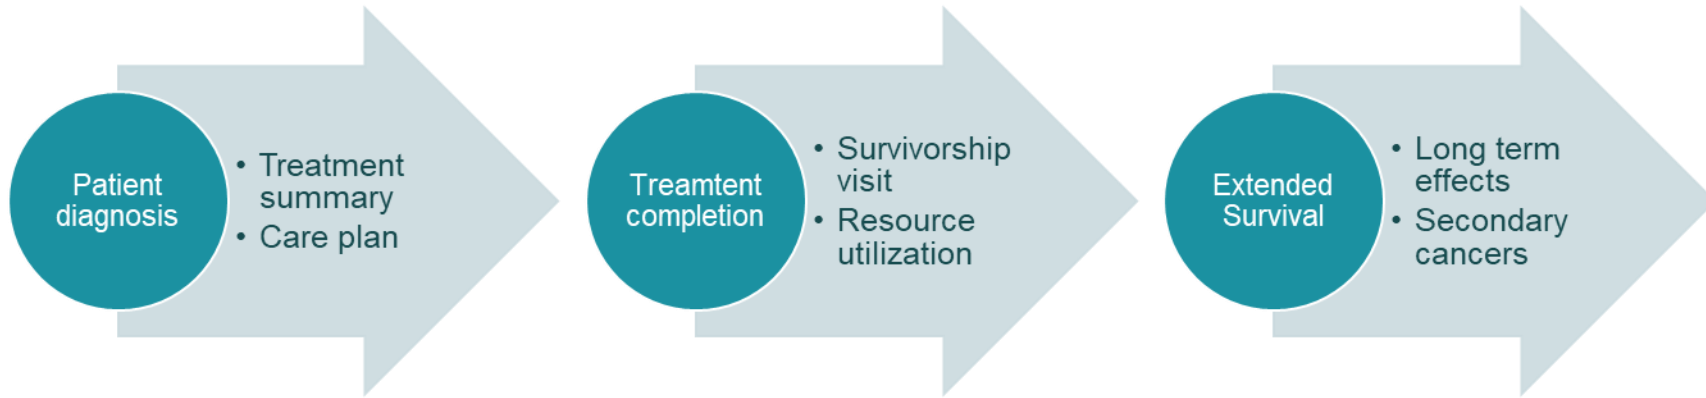 Patient
diagnosis
• Treatment
summary
• Care plan
Treamtent
completion
• Survivorship
visit
• Resource
utilization
Extended
Survival
• Long term
effects
• Secondary
cancers